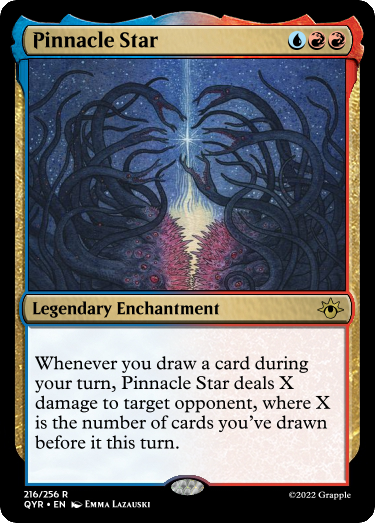 Pinnacle Star
Legendary Enchantment
Whenever you draw a card during
your turn, Pinnacle Star deals X
damage to target opponent, where X
is the number of cards you’ve drawn
before it this turn.
216/256 R
QYR • EN Emma Lazauski
©2022 Grapple